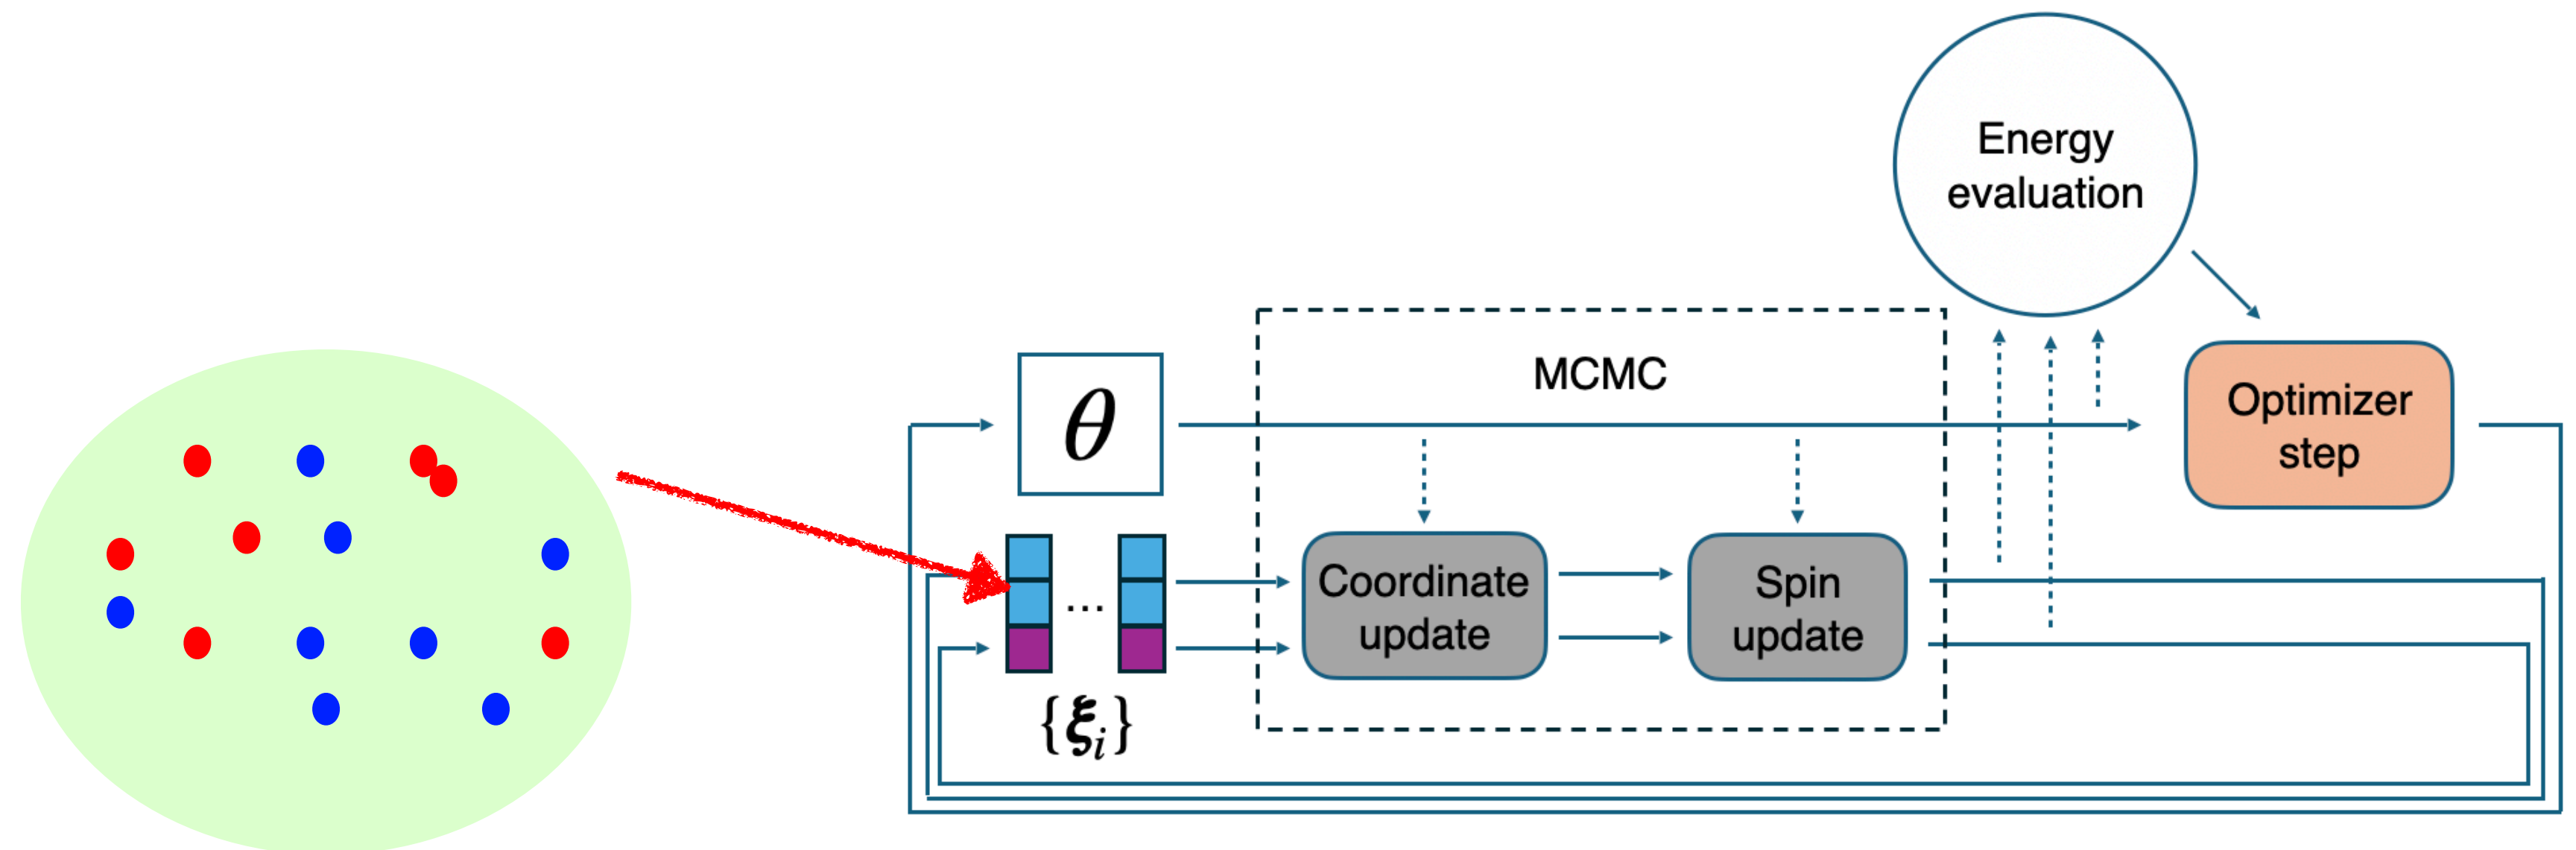 Energy
evaluation
MCMC
θ
Optimizer
step
Coordinate
update
Spin
update
...
{ξᵢ}